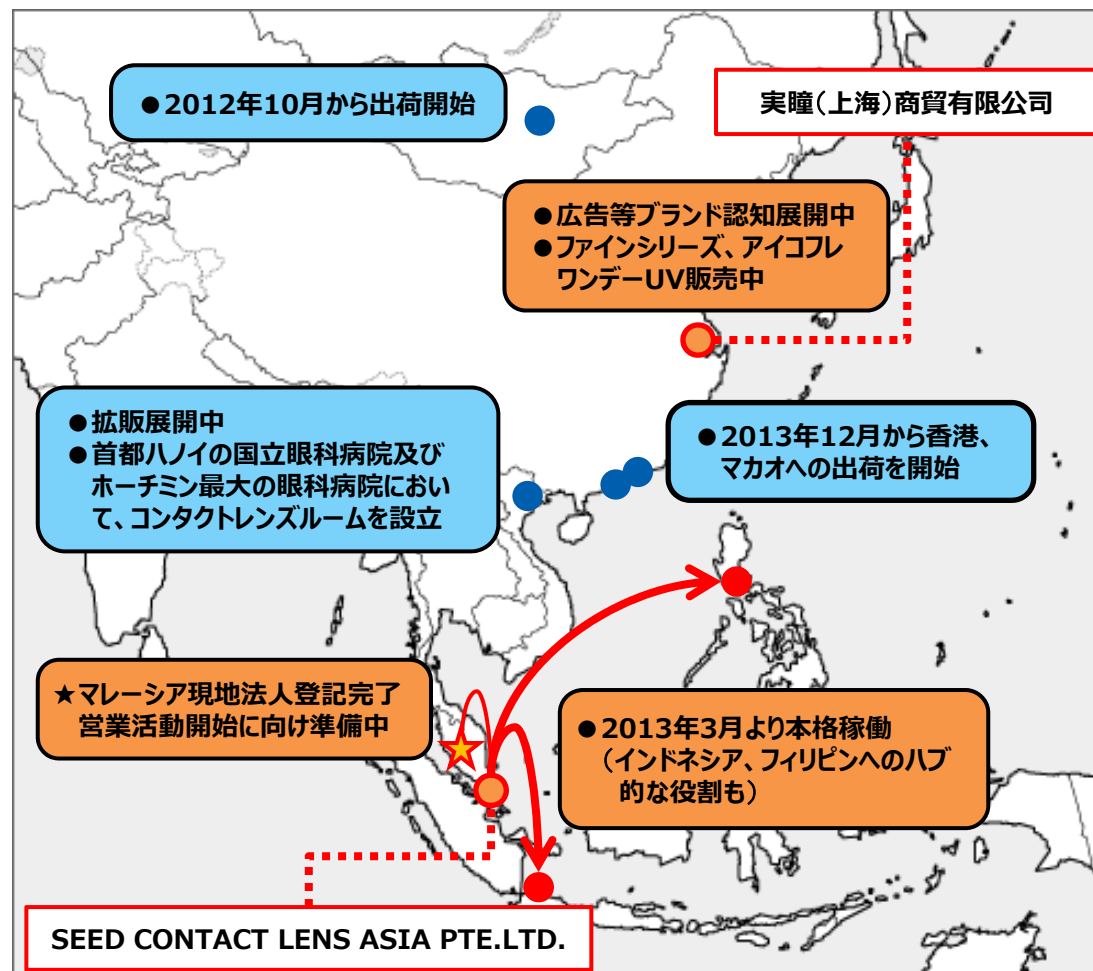 ●2012年10月から出荷開始
実瞳（上海）商貿有限公司
●広告等ブランド認知展開中
●ファインシリーズ、アイコフレ
ワンデーUV販売中
●拡販展開中
●首都ハノイの国立眼科病院及び
ホーチミン最大の眼科病院におい
て、コンタクトレンズルームを設立
●2013年12月から香港、
マカオへの出荷を開始
★マレーシア現地法人登記完了
営業活動開始に向け準備中
●2013年3月より本格稼働
（インドネシア、フィリピンへのハブ
的な役割も）
SEED CONTACT LENS ASIA PTE.LTD.